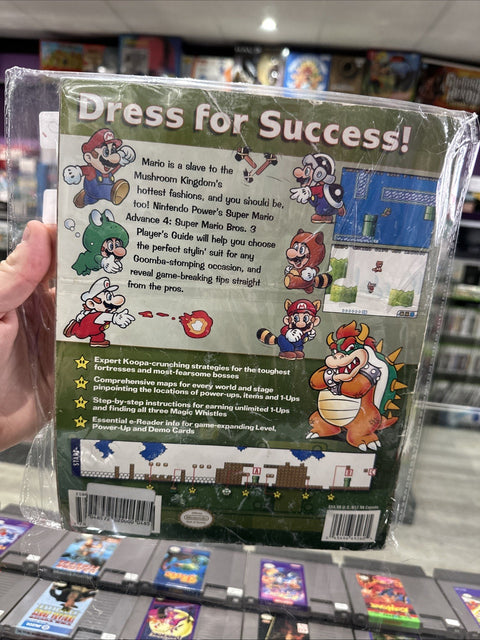 Dress for Success!
Mario is a slave to the
Mushroom Kingdom's
hottest fashions, and you should be,
too! Nintendo Power's Super Mario
Advance 4: Super Mario Bros. 3
Player's Guide will help you choose
the perfect stylin' suit for any
Goomba-stomping occasion, and
reveal game-breaking tips straight
from the pros.
Expert Koopa-crunching strategies for the toughest
fortresses and most-fearsome bosses
Comprehensive maps for every world and stage
pinpointing the locations of power-ups, items and 1-Ups
Step-by-step instructions for earning unlimited 1-Ups
and finding all three Magic Whistles
Essential e-Reader info for game-expanding Level,
Power-Up and Demo Cards
START
A
B
C
Nintendo